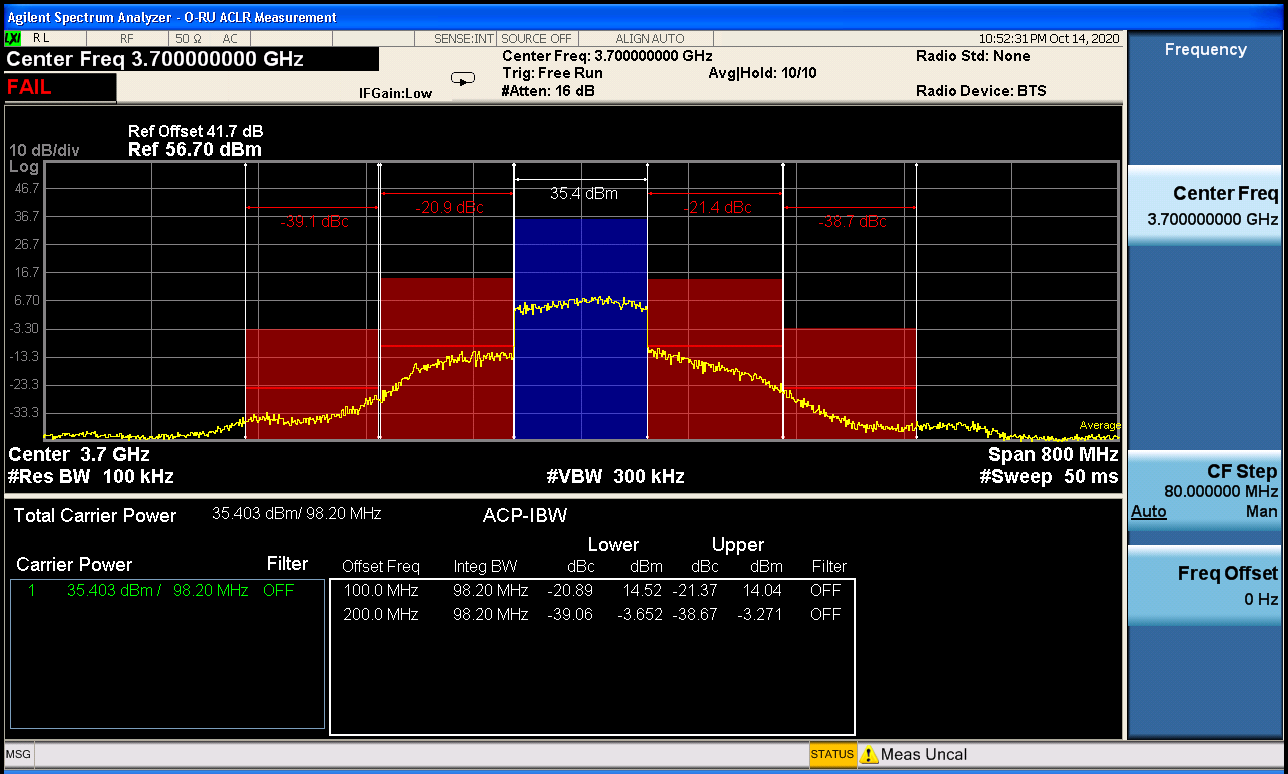 Agilent Spectrum Analyzer - O-RU ACLR Measurement
LXI R L RF 50 Ω AC SENSE:INT SOURCE OFF ALIGN AUTO 10:52:31 PM Oct 14, 2020
Center Freq 3.700000000 GHz
Center Freq: 3.700000000 GHz Radio Std: None
FAIL
Trig: Free Run Avg|Hold: 10/10
IFGain:Low #Atten: 16 dB Radio Device: BTS
Ref Offset 41.7 dB
10 dB/div Ref 56.70 dBm
Log
46.7
36.7
26.7
16.7
6.70
-3.30
-13.3
-23.3
-33.3
35.4 dBm
-20.9 dBc -21.4 dBc
-39.1 dBc -38.7 dBc
Average
Center 3.7 GHz Span 800 MHz
#Res BW 100 kHz #VBW 300 kHz #Sweep 50 ms
Total Carrier Power 35.403 dBm/ 98.20 MHz ACP-IBW
Lower Upper
Carrier Power Filter Offset Freq Integ BW dBc dBm dBc dBm Filter
1 35.403 dBm / 98.20 MHz OFF 100.0 MHz 98.20 MHz -20.89 14.52 -21.37 14.04 OFF
200.0 MHz 98.20 MHz -39.06 -3.652 -38.67 -3.271 OFF
Frequency
Center Freq
3.700000000 GHz
CF Step
80.000000 MHz
Auto Man
Freq Offset
0 Hz
MSG STATUS Meas Uncal